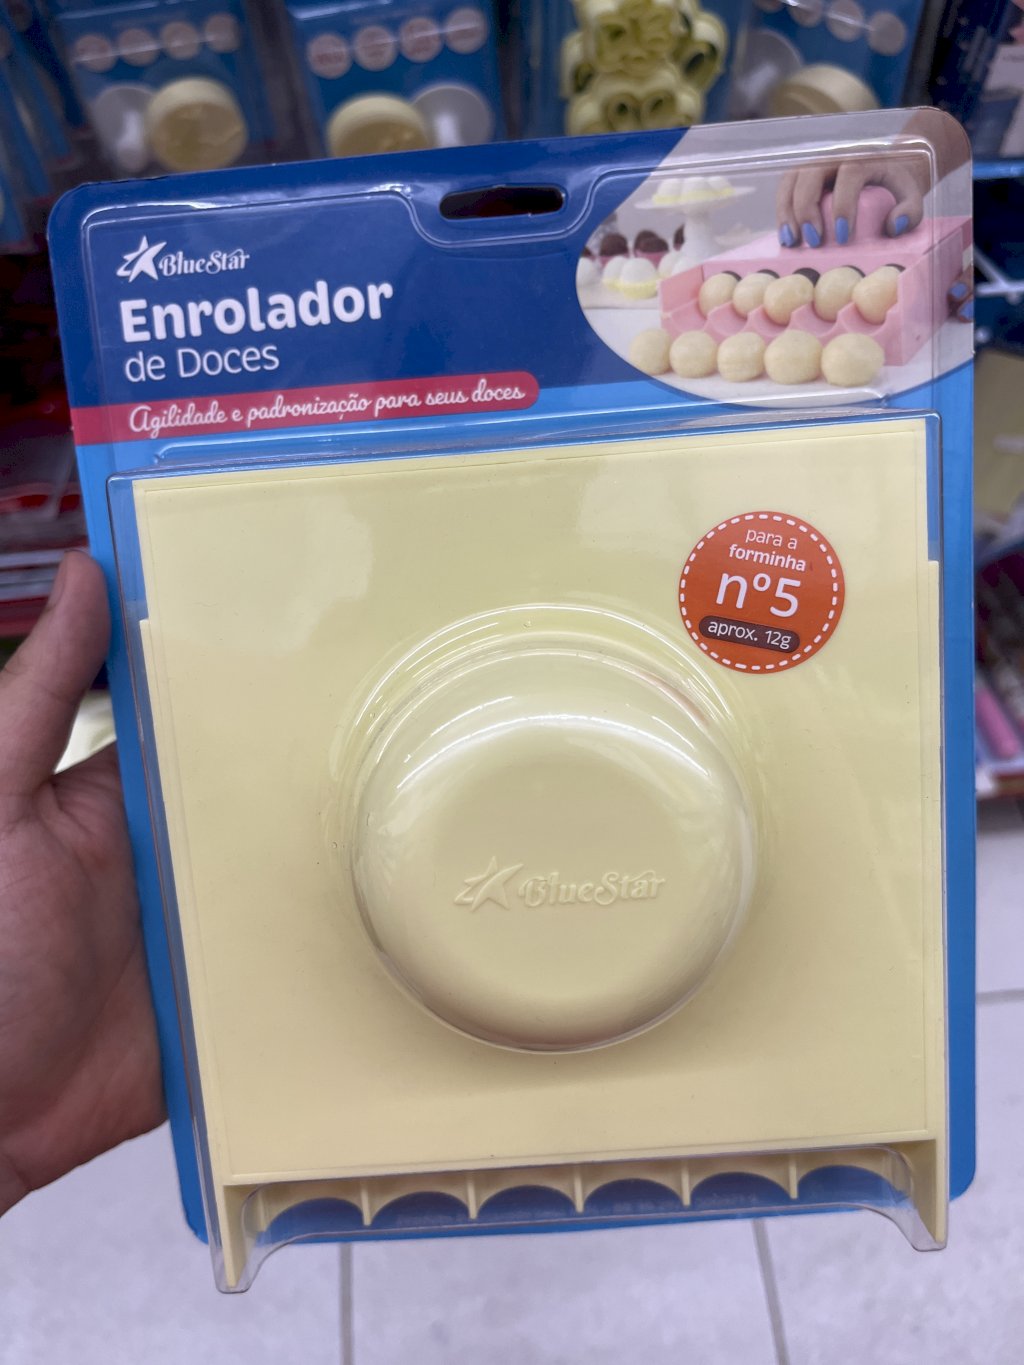 BlueStar
Enrolador
de Doces
Agilidade e padronização para seus doces
para a
forminha
nº5
aprox. 12g
BlueStar